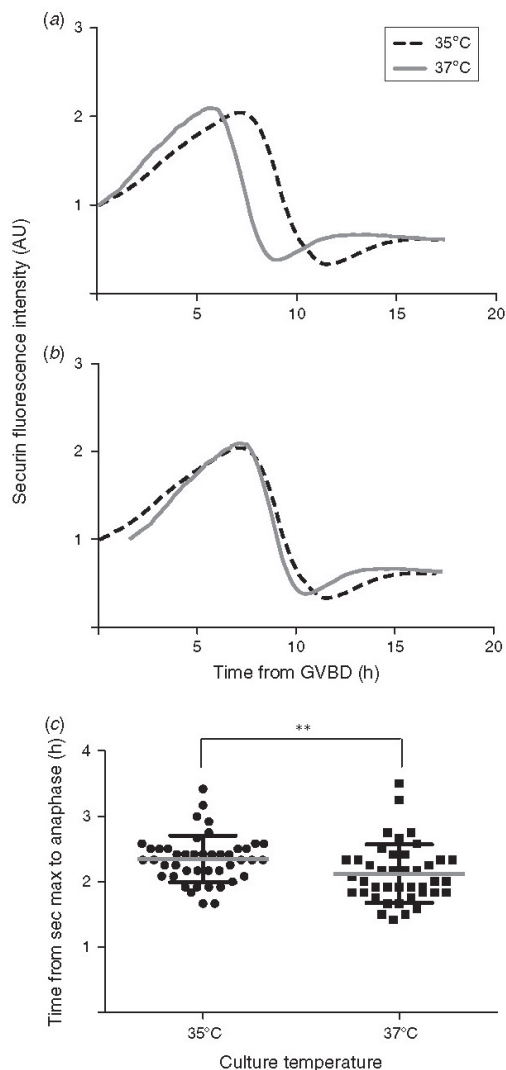 (a)
3
2
1
5
10
15
20
35°C
37°C
Securin fluorescence intensity (AU)
(b)
3
2
1
5
10
15
20
Time from GVBD (h)
(c)
**
4
3
2
1
Time from sec max to anaphase (h)
35°C
37°C
Culture temperature